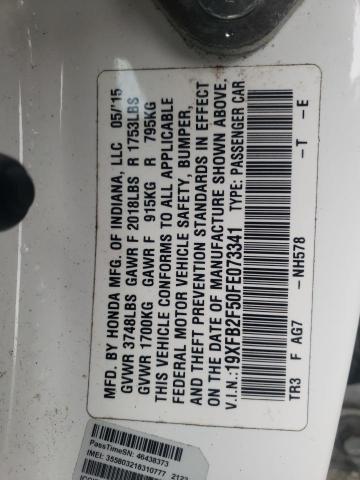 MFD. BY HONDA MFG. OF INDIANA, LLC 05/'15
GVWR 3748LBS GAWR F 2018LBS R 1753LBS
GVWR 1700KG GAWR F 915KG R 795KG
THIS VEHICLE CONFORMS TO ALL APPLICABLE
FEDERAL MOTOR VEHICLE SAFETY, BUMPER,
AND THEFT PREVENTION STANDARDS IN EFFECT
ON THE DATE OF MANUFACTURE SHOWN ABOVE.
V.I.N.:19XFB2F50FE073341 TYPE: PASSENGER CAR
TR3 F AG7 -NH578 -T -E
PassTimeSN: 46438373
IMEI: 355803216310777